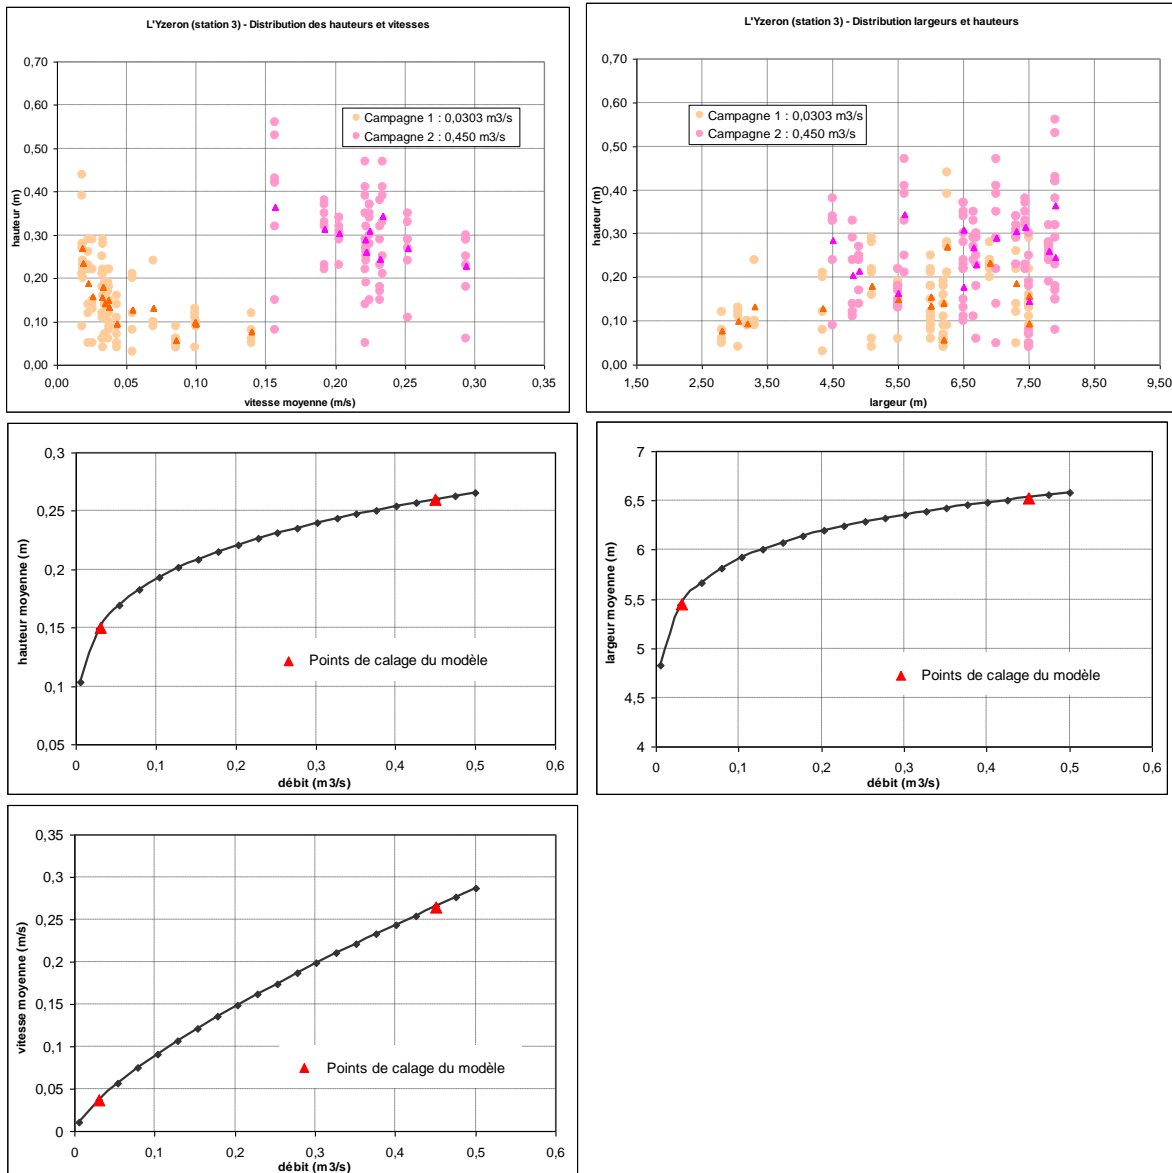 L'Yzeron (station 3) - Distribution des hauteurs et vitesses
0,70
0,60
0,50
0,40
0,30
0,20
0,10
0,00
hauteur (m)
Campagne 1 : 0,0303 m3/s
Campagne 2 : 0,450 m3/s
0,00 0,05 0,10 0,15 0,20 0,25 0,30 0,35
vitesse moyenne (m/s)
L'Yzeron (station 3) - Distribution largeurs et hauteurs
0,70
0,60
0,50
0,40
0,30
0,20
0,10
0,00
hauteur (m)
Campagne 1 : 0,0303 m3/s
Campagne 2 : 0,450 m3/s
1,50 2,50 3,50 4,50 5,50 6,50 7,50 8,50 9,50
largeur (m)
0,3
0,25
0,2
0,15
0,1
0,05
hauteur moyenne (m)
Points de calage du modèle
0 0,1 0,2 0,3 0,4 0,5 0,6
débit (m3/s)
7
6,5
6
5,5
5
4,5
4
largeur moyenne (m)
Points de calage du modèle
0 0,1 0,2 0,3 0,4 0,5 0,6
débit (m3/s)
0,35
0,3
0,25
0,2
0,15
0,1
0,05
0
vitesse moyenne (m/s)
Points de calage du modèle
0 0,1 0,2 0,3 0,4 0,5 0,6
débit (m3/s)